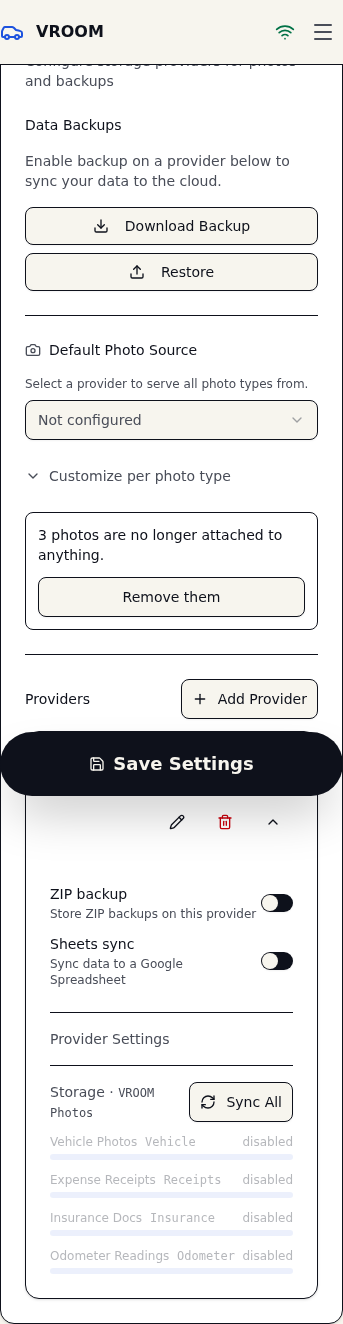 VROOM
Configure storage providers for photos
and backups
Data Backups
Enable backup on a provider below to
sync your data to the cloud.
Download Backup
Restore
Default Photo Source
Select a provider to serve all photo types from.
Not configured
Customize per photo type
3 photos are no longer attached to
anything.
Remove them
Providers
Add Provider
Save Settings
ZIP backup
Store ZIP backups on this provider
Sheets sync
Sync data to a Google
Spreadsheet
Provider Settings
Storage · VROOM
Photos
Sync All
Vehicle Photos Vehicle disabled
Expense Receipts Receipts disabled
Insurance Docs Insurance disabled
Odometer Readings Odometer disabled